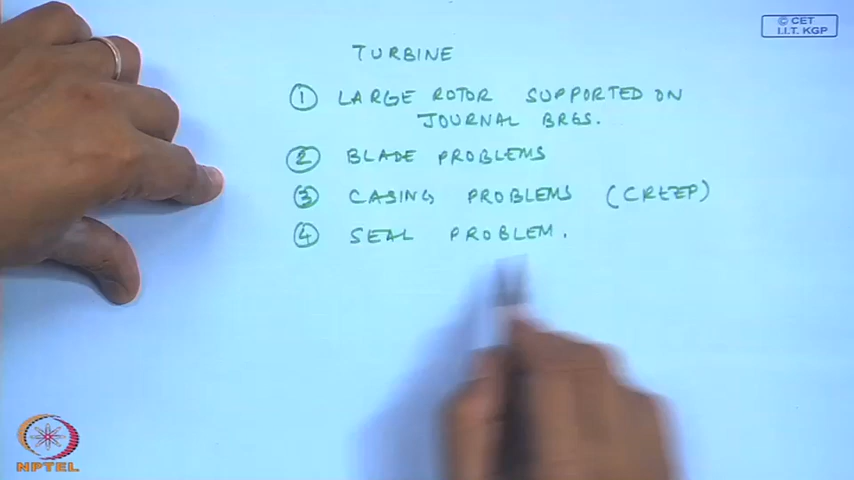 © CET
I.I.T. KGP
TURBINE
1 LARGE ROTOR SUPPORTED ON
JOURNAL BRGS.
2 BLADE PROBLEMS
3 CASING PROBLEMS (CREEP)
4 SEAL PROBLEM.
NPTEL